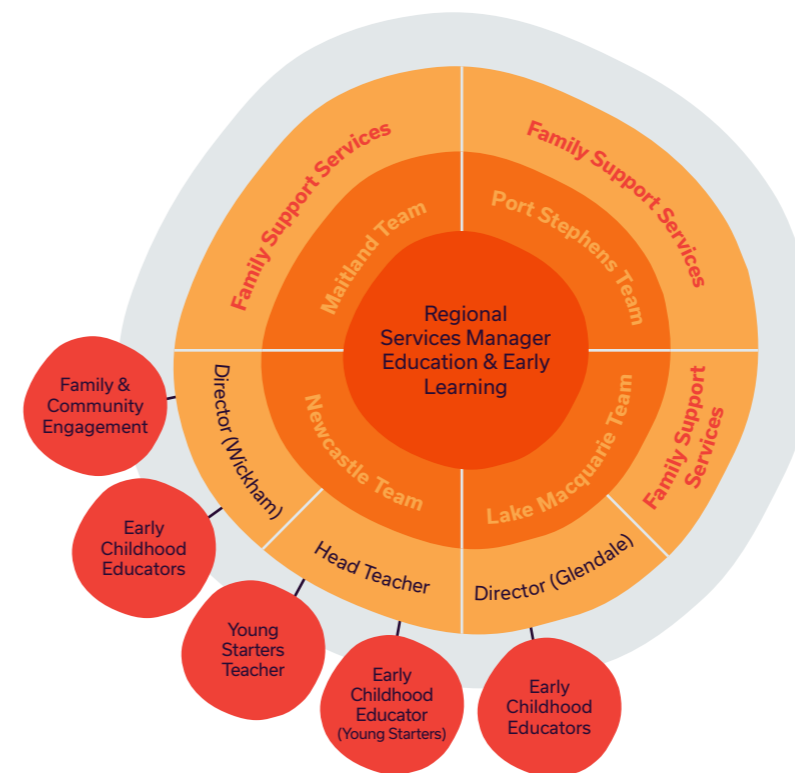 Family Support Services
Family Support Services
Maitland Team
Port Stephens Team
Regional
Services Manager
Education & Early
Learning
Family &
Community
Engagement
Director (Wickham)
Newcastle Team
Lake Macquarie Team
Family Support
Services
Early
Childhood
Educators
Head Teacher
Director (Glendale)
Young
Starters
Teacher
Early
Childhood
Educator
(Young Starters)
Early
Childhood
Educators